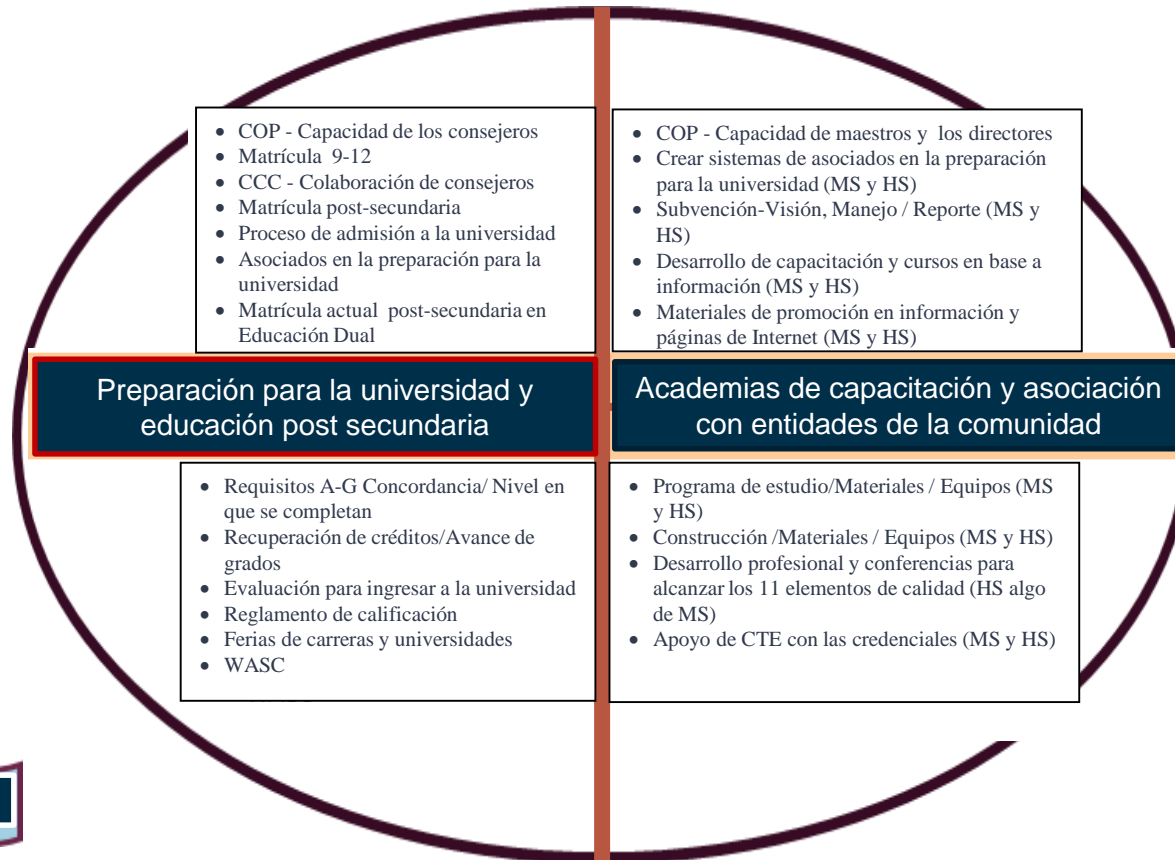 • COP - Capacidad de los consejeros
• Matrícula 9-12
• CCC - Colaboración de consejeros
• Matrícula post-secundaria
• Proceso de admisión a la universidad
• Asociados en la preparación para la
universidad
• Matrícula actual post-secundaria en
Educación Dual
• COP - Capacidad de maestros y los directores
• Crear sistemas de asociados en la preparación
para la universidad (MS y HS)
• Subvención-Visión, Manejo / Reporte (MS y
HS)
• Desarrollo de capacitación y cursos en base a
información (MS y HS)
• Materiales de promoción en información y
páginas de Internet (MS y HS)
Preparación para la universidad y
educación post secundaria
Academias de capacitación y asociación
con entidades de la comunidad
• Requisitos A-G Concordancia/ Nivel en
que se completan
• Recuperación de créditos/Avance de
grados
• Evaluación para ingresar a la universidad
• Reglamento de calificación
• Ferias de carreras y universidades
• WASC
• Programa de estudio/Materiales / Equipos (MS
y HS)
• Construcción /Materiales / Equipos (MS y HS)
• Desarrollo profesional y conferencias para
alcanzar los 11 elementos de calidad (HS algo
de MS)
• Apoyo de CTE con las credenciales (MS y HS)